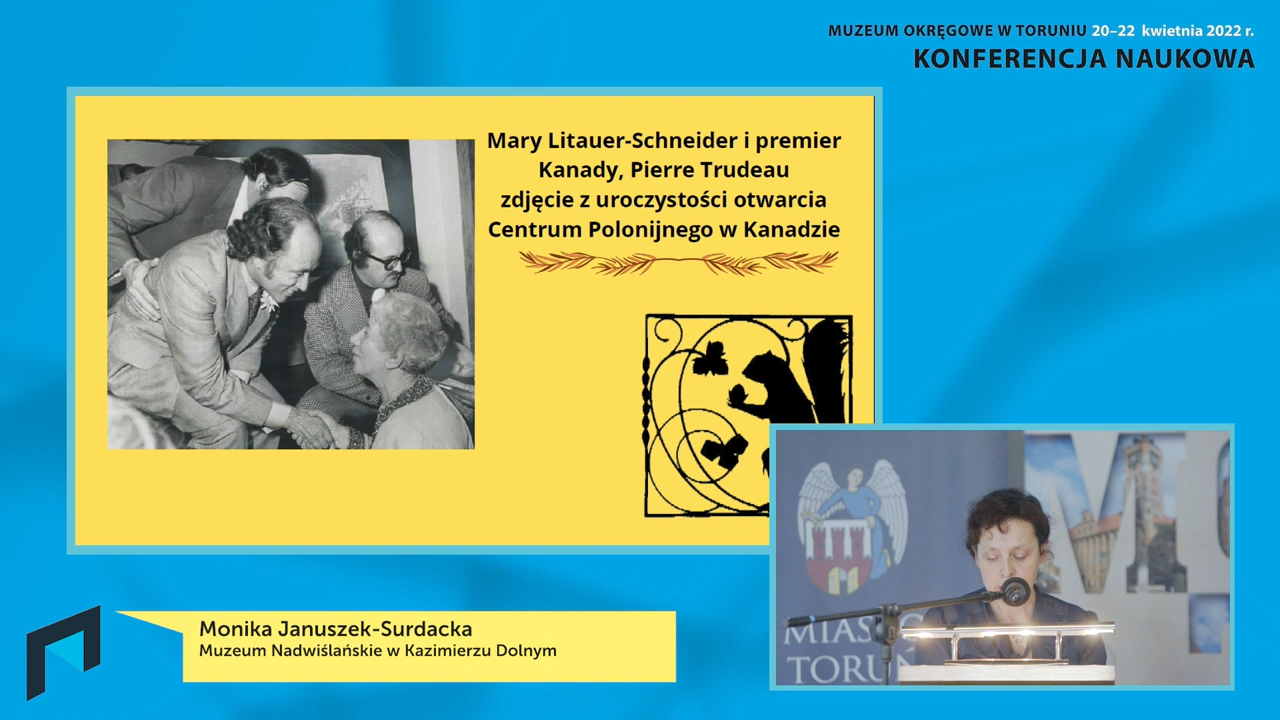 MUZEUM OKRĘGOWE W TORUNIU 20–22 kwietnia 2022 r.
KONFERENCJA NAUKOWA
Mary Litauer-Schneider i premier
Kanady, Pierre Trudeau
zdjęcie z uroczystości otwarcia
Centrum Polonijnego w Kanadzie
Monika Januszek-Surdacka
Muzeum Nadwiślańskie w Kazimierzu Dolnym
MIASTO
TORUŃ